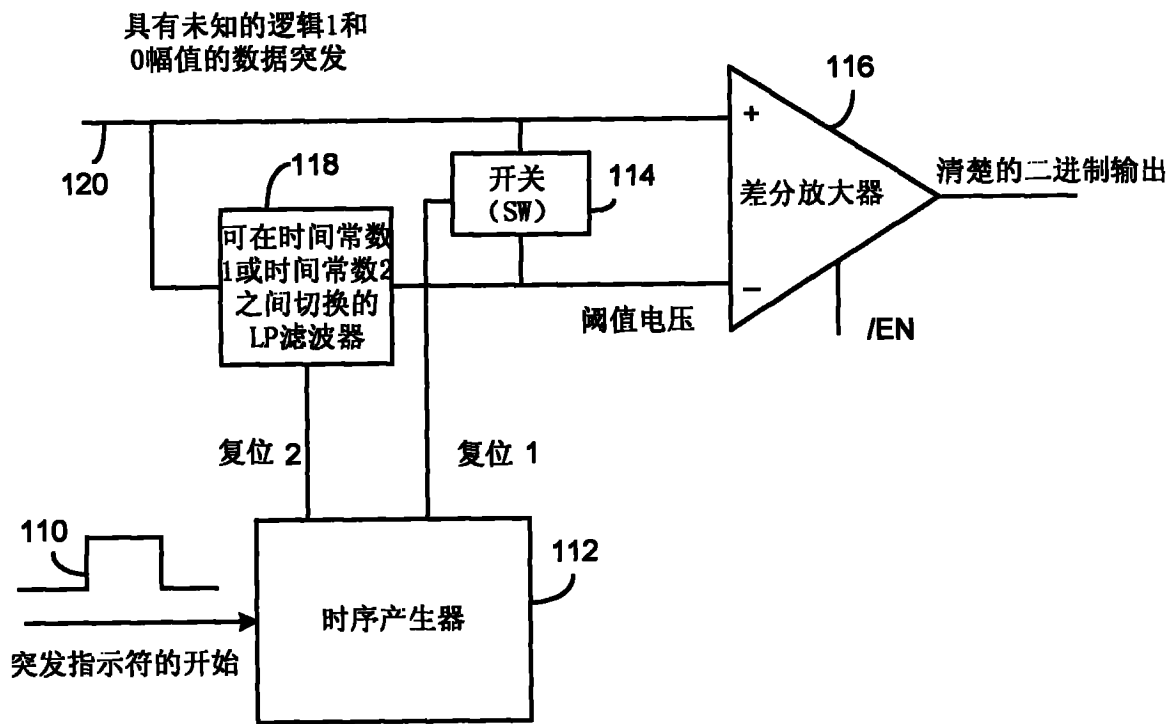 具有未知的逻辑1和
0幅值的数据突发
116
+
120
118
开关
(SW)
114
差分放大器
清楚的二进制输出
可在时间常数
1或时间常数2
之间切换的
LP滤波器
−
阈值电压
/EN
复位 2
复位 1
110
112
时序产生器
突发指示符的开始